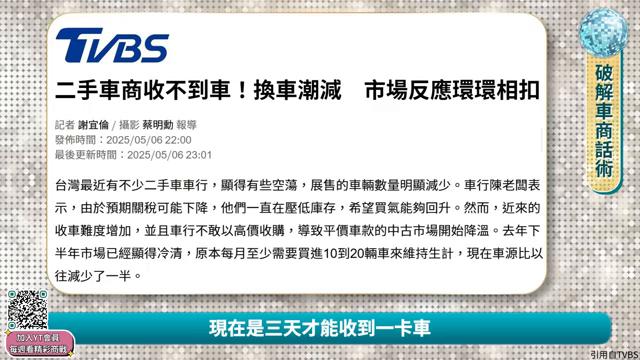 TVBS
二手車商收不到車！換車潮減　市場反應環環相扣
記者 謝宜倫 / 攝影 蔡明勳 報導
發佈時間：2025/05/06 22:00
最後更新時間：2025/05/06 23:01
台灣最近有不少二手車車行，顯得有些空蕩，展售的車輛數量明顯減少。車行陳老闆表
示，由於預期關稅可能下降，他們一直在壓低庫存，希望買氣能夠回升。然而，近來的
收車難度增加，並且車行不敢以高價收購，導致平價車款的中古市場開始降溫。去年下
半年市場已經顯得冷清，原本每月至少需要買進10到20輛車來維持生計，現在車源比以
往減少了一半。
破解車商話術
加入YT會員
每週看精彩商戰
現在是三天才能收到一卡車
引用自TVBS